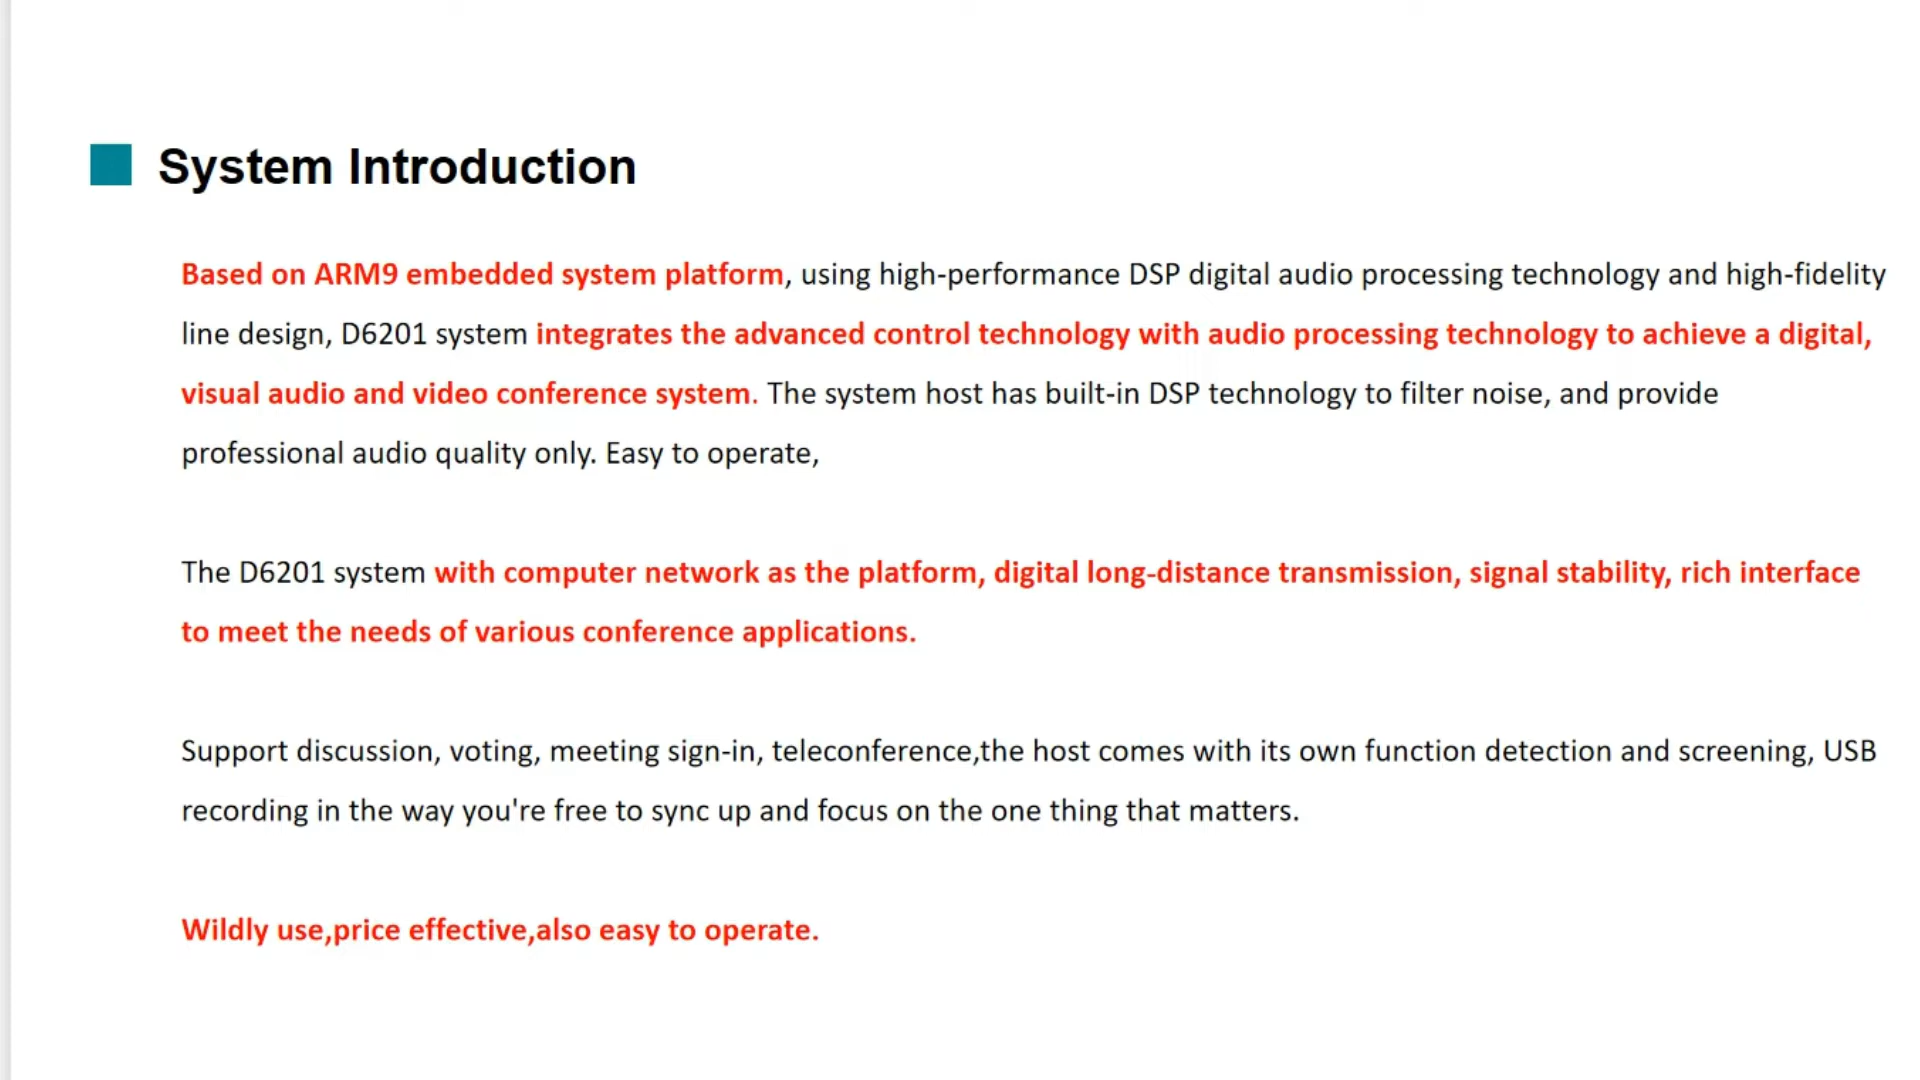 System Introduction
Based on ARM9 embedded system platform, using high-performance DSP digital audio processing technology and high-fidelity
line design, D6201 system integrates the advanced control technology with audio processing technology to achieve a digital,
visual audio and video conference system. The system host has built-in DSP technology to filter noise, and provide
professional audio quality only. Easy to operate,
The D6201 system with computer network as the platform, digital long-distance transmission, signal stability, rich interface
to meet the needs of various conference applications.
Support discussion, voting, meeting sign-in, teleconference,the host comes with its own function detection and screening, USB
recording in the way you're free to sync up and focus on the one thing that matters.
Wildly use,price effective,also easy to operate.